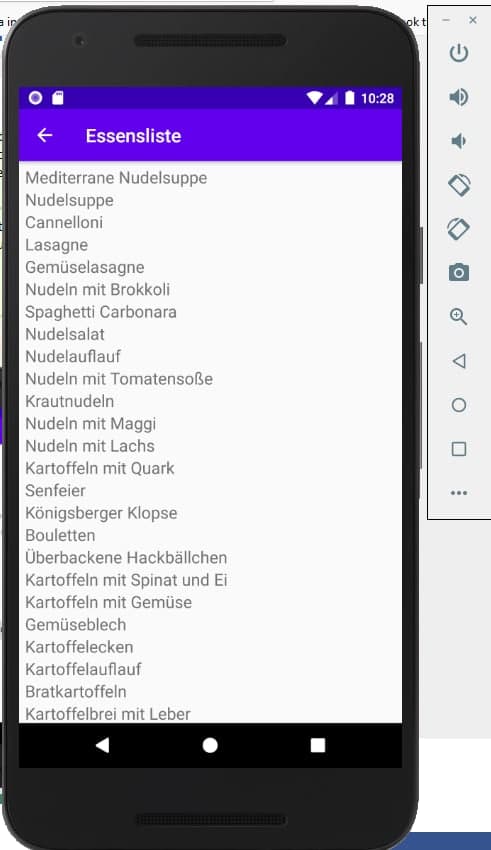 10:28
Essensliste
Mediterrane Nudelsuppe
Nudelsuppe
Cannelloni
Lasagne
Gemüselasagne
Nudeln mit Brokkoli
Spaghetti Carbonara
Nudelsalat
Nudelauflauf
Nudeln mit Tomatensoße
Krautnudeln
Nudeln mit Maggi
Nudeln mit Lachs
Kartoffeln mit Quark
Senfeier
Königsberger Klopse
Bouletten
Überbackene Hackbällchen
Kartoffeln mit Spinat und Ei
Kartoffeln mit Gemüse
Gemüseblech
Kartoffelecken
Kartoffelauflauf
Bratkartoffeln
Kartoffelbrei mit Leber